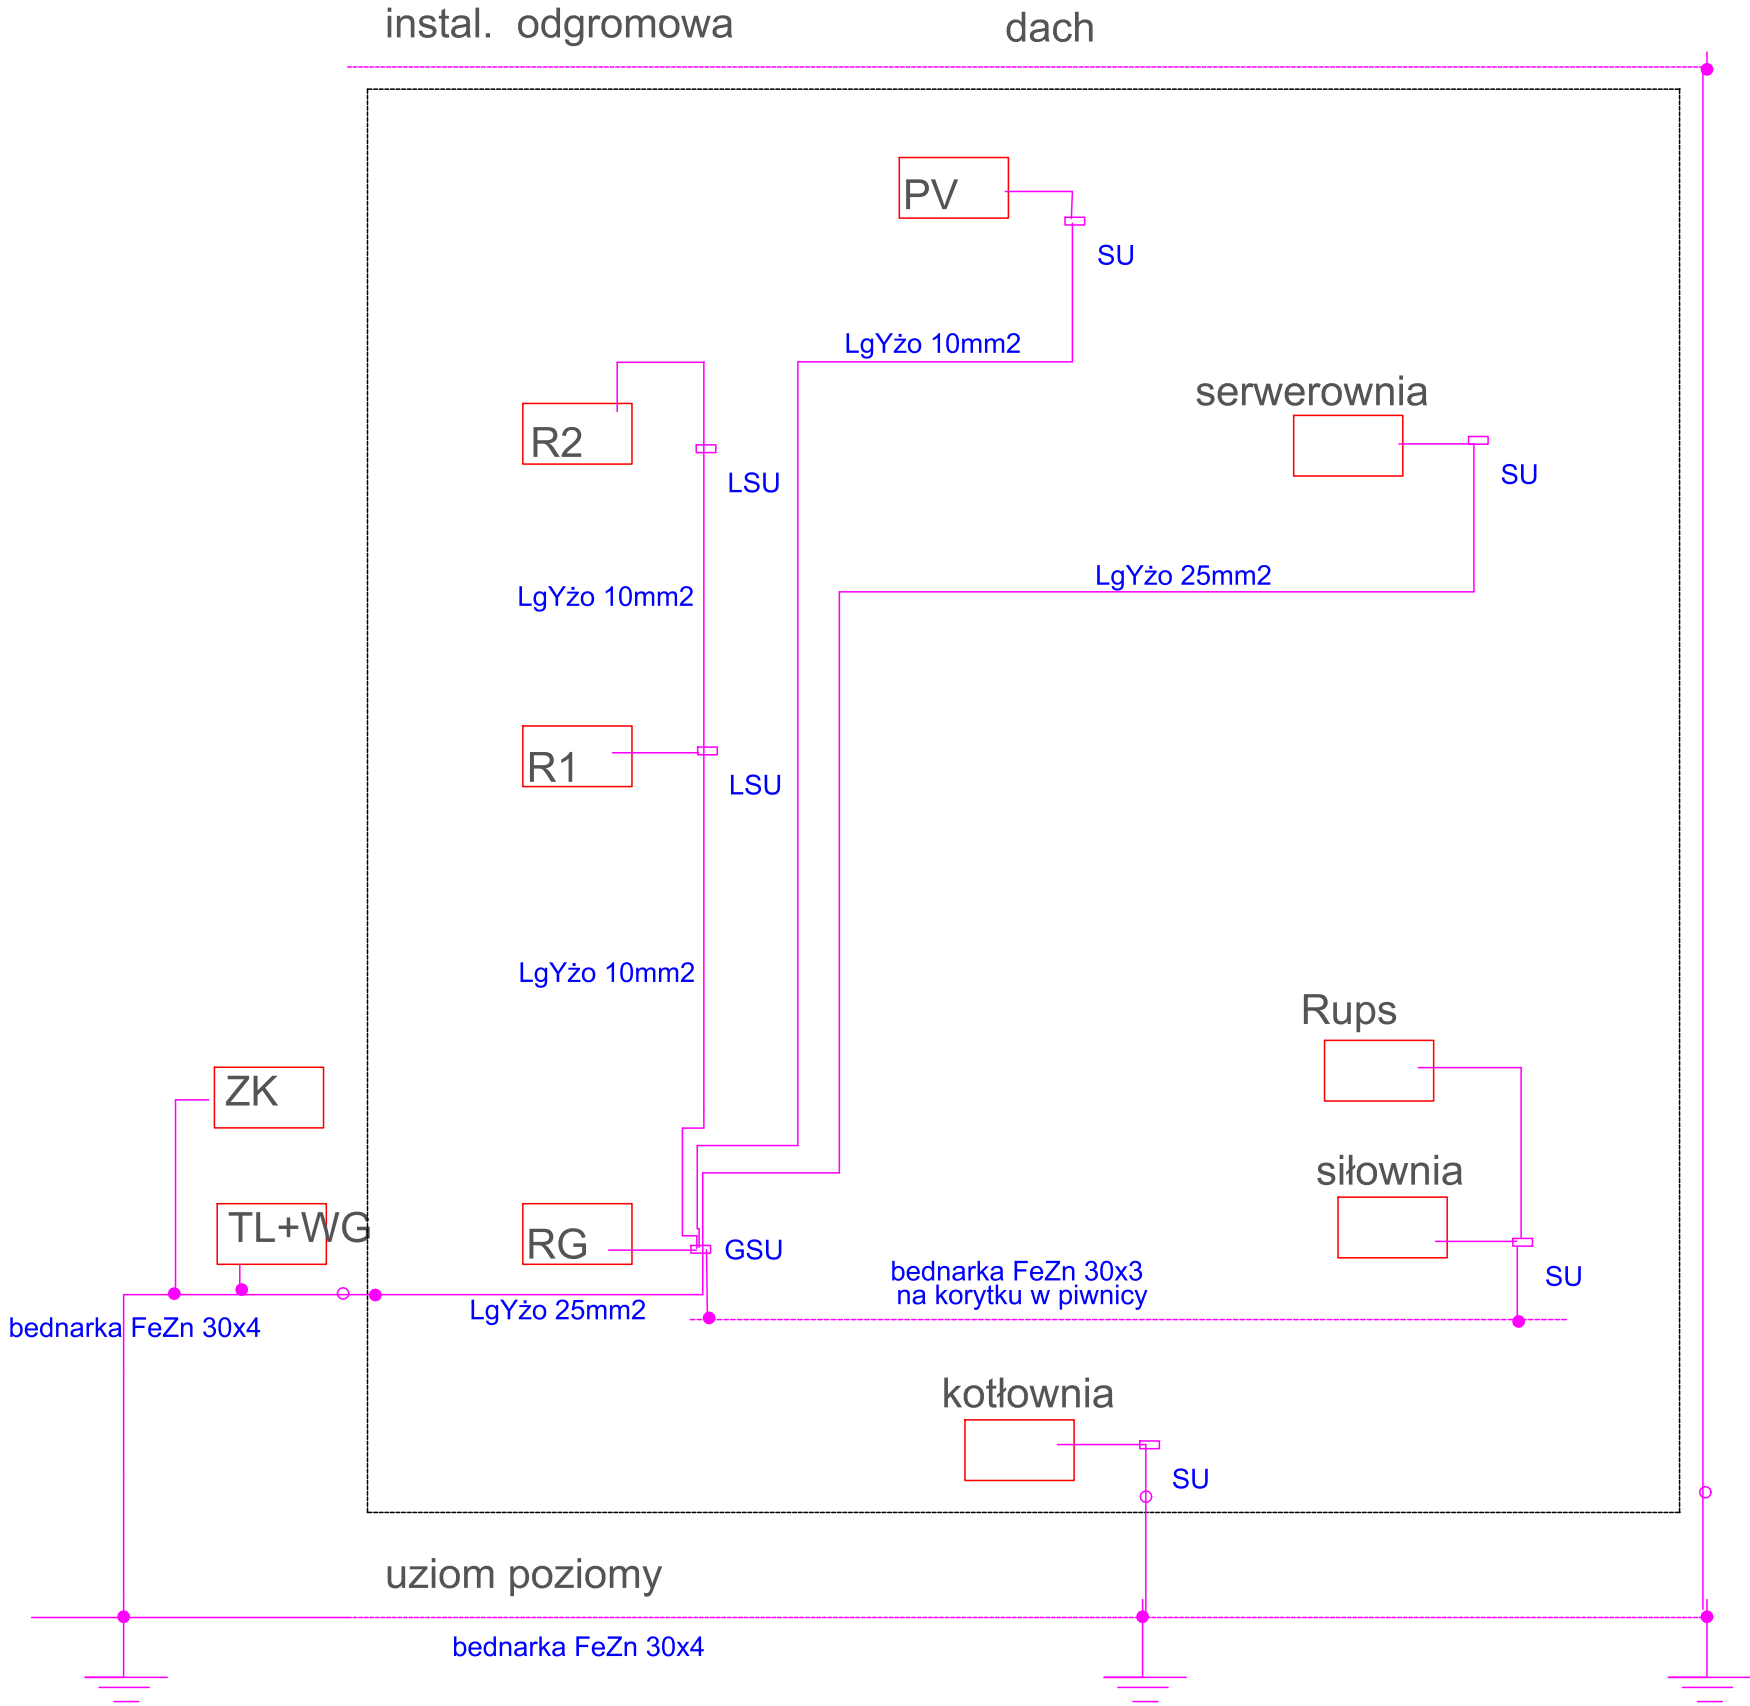 instal.  odgromowa
dach
PV
SU
LgYżo 10mm2
serwerownia
R2
SU
LSU
LgYżo 25mm2
LgYżo 10mm2
R1
LSU
LgYżo 10mm2
Rups
ZK
siłownia
TL+WG
RG
GSU
bednarka FeZn 30x3
na korytku w piwnicy
SU
LgYżo 25mm2
bednarka FeZn 30x4
kotłownia
SU
uziom poziomy
bednarka FeZn 30x4